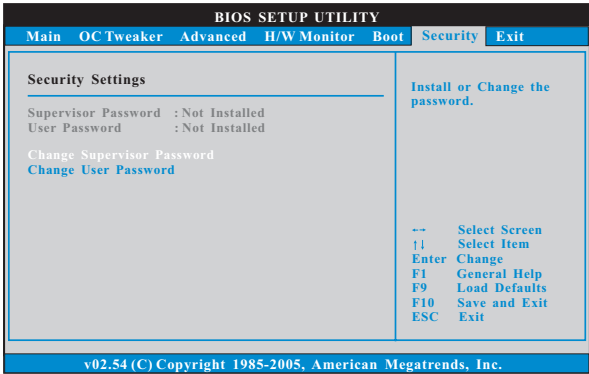 BIOS SETUP UTILITY
Main OC Tweaker Advanced H/W Monitor Boot Security Exit
Security Settings
Supervisor Password : Not Installed
User Password : Not Installed
Change Supervisor Password
Change User Password
Install or Change the
password.
←→ Select Screen
↑↓ Select Item
Enter Change
F1 General Help
F9 Load Defaults
F10 Save and Exit
ESC Exit
v02.54 (C) Copyright 1985-2005, American Megatrends, Inc.